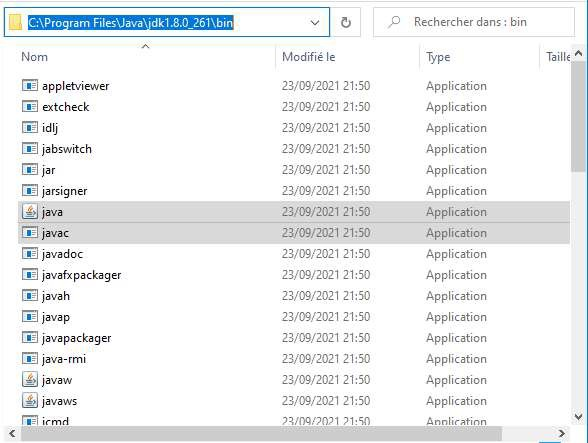 C:\Program Files\Java\jdk1.8.0_261\bin Rechercher dans : bin
Nom Modifié le Type Taille
appletviewer 23/09/2021 21:50 Application
extcheck 23/09/2021 21:50 Application
idlj 23/09/2021 21:50 Application
jabswitch 23/09/2021 21:50 Application
jar 23/09/2021 21:50 Application
jarsigner 23/09/2021 21:50 Application
java 23/09/2021 21:50 Application
javac 23/09/2021 21:50 Application
javadoc 23/09/2021 21:50 Application
javafxpackager 23/09/2021 21:50 Application
javah 23/09/2021 21:50 Application
javap 23/09/2021 21:50 Application
javapackager 23/09/2021 21:50 Application
java-rmi 23/09/2021 21:50 Application
javaw 23/09/2021 21:50 Application
javaws 23/09/2021 21:50 Application
jcmd 23/09/2021 21:50 Application